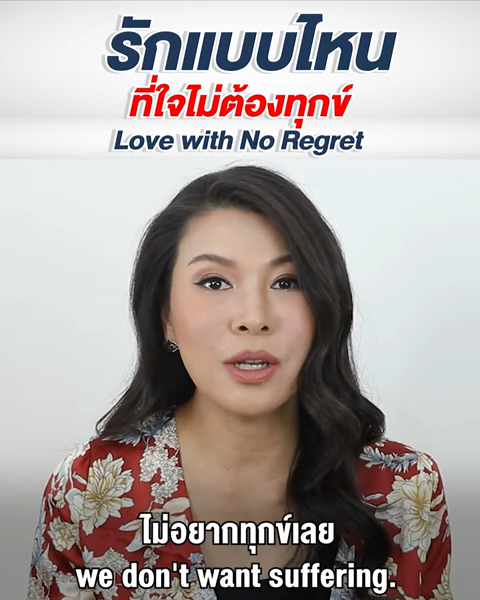 รักแบบไหน
ที่ใจไม่ต้องทุกข์
Love with No Regret
ไม่อยากทุกข์เลย
we don't want suffering.